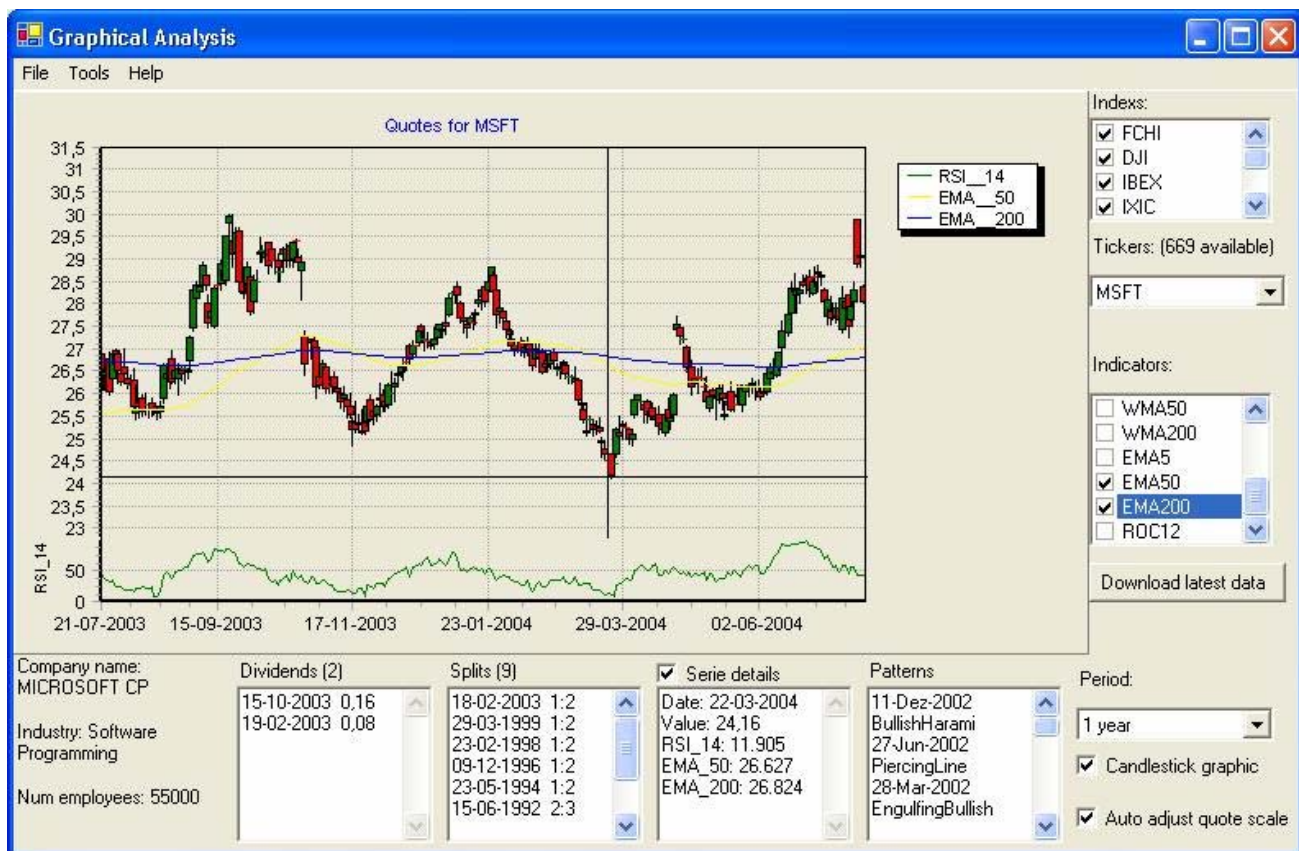 Graphical Analysis
File Tools Help
Quotes for MSFT
31,5
31
30,5
30
29,5
29
28,5
28
27,5
27
26,5
26
25,5
25
24,5
24
23,5
23
50
0
RSI_14
21-07-2003 15-09-2003 17-11-2003 23-01-2004 29-03-2004 02-06-2004
RSI__14
EMA__50
EMA__200
Indexs:
FCHI
DJI
IBEX
IXIC
Tickers: (669 available)
MSFT
Indicators:
WMA50
WMA200
EMA5
EMA50
EMA200
ROC12
Download latest data
Company name:
MICROSOFT CP
Industry: Software
Programming
Num employees: 55000
Dividends (2)
15-10-2003 0,16
19-02-2003 0,08
Splits (9)
18-02-2003 1:2
29-03-1999 1:2
23-02-1998 1:2
09-12-1996 1:2
23-05-1994 1:2
15-06-1992 2:3
Serie details
Date: 22-03-2004
Value: 24,16
RSI_14: 11.905
EMA_50: 26.627
EMA_200: 26.824
Patterns
11-Dez-2002
BullishHarami
27-Jun-2002
PiercingLine
28-Mar-2002
EngulfingBullish
Period:
1 year
Candlestick graphic
Auto adjust quote scale